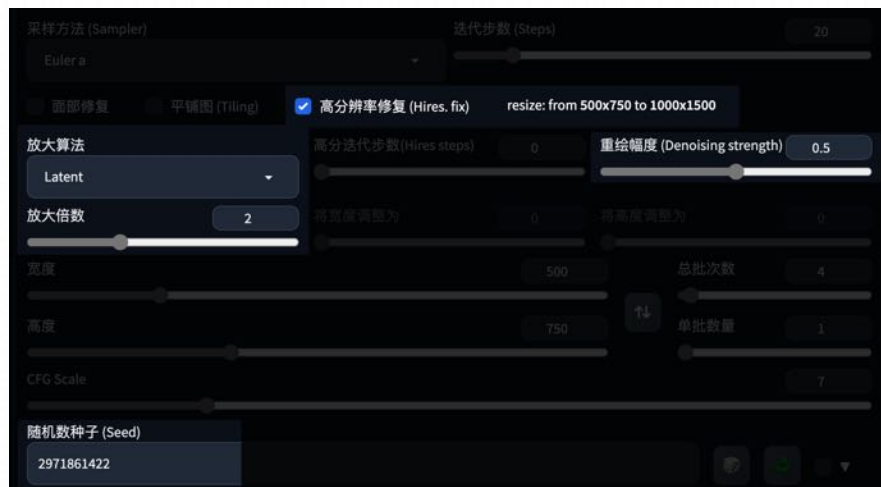 采样方法 (Sampler)
迭代步数 (Steps)
20
Euler a
面部修复
平铺图 (Tiling)
高分辨率修复 (Hires. fix)
resize: from 500x750 to 1000x1500
放大算法
高分迭代步数(Hires steps)
0
重绘幅度 (Denoising strength)
0.5
Latent
放大倍数
2
将宽度调整为
0
将高度调整为
0
宽度
500
总批次数
4
高度
750
单批数量
1
CFG Scale
7
随机数种子 (Seed)
2971861422